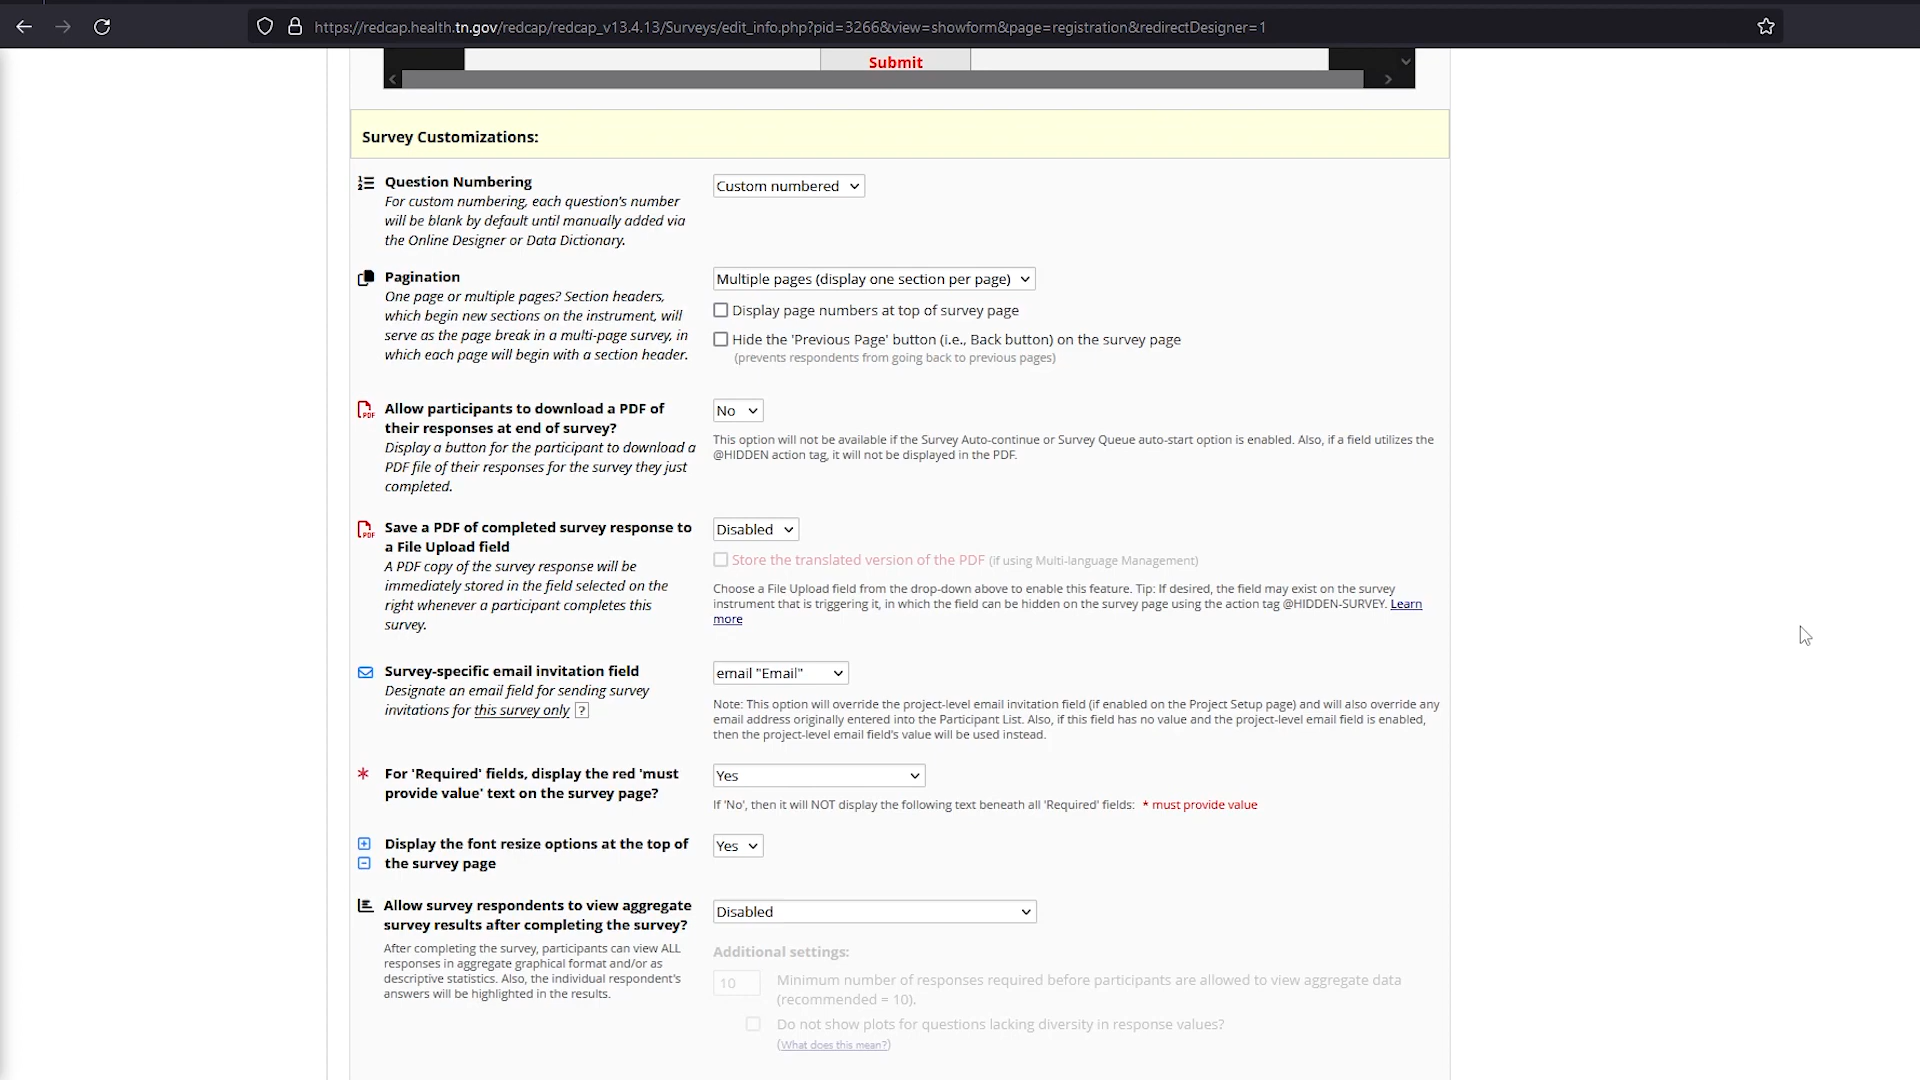 https://redcap.health.tn.gov/redcap/redcap_v13.4.13/Surveys/edit_info.php?pid=3266&view=showform&page=registration&redirectDesigner=1
Submit
Survey Customizations:
Question Numbering
For custom numbering, each question's number
will be blank by default until manually added via
the Online Designer or Data Dictionary.
Custom numbered
Pagination
One page or multiple pages? Section headers,
which begin new sections on the instrument, will
serve as the page break in a multi-page survey, in
which each page will begin with a section header.
Multiple pages (display one section per page)
Display page numbers at top of survey page
Hide the 'Previous Page' button (i.e., Back button) on the survey page
(prevents respondents from going back to previous pages)
PDF
Allow participants to download a PDF of
their responses at end of survey?
Display a button for the participant to download a
PDF file of their responses for the survey they just
completed.
No
This option will not be available if the Survey Auto-continue or Survey Queue auto-start option is enabled. Also, if a field utilizes the
@HIDDEN action tag, it will not be displayed in the PDF.
PDF
Save a PDF of completed survey response to
a File Upload field
A PDF copy of the survey response will be
immediately stored in the field selected on the
right whenever a participant completes this
survey.
Disabled
Store the translated version of the PDF (if using Multi-language Management)
Choose a File Upload field from the drop-down above to enable this feature. Tip: If desired, the field may exist on the survey
instrument that is triggering it, in which the field can be hidden on the survey page using the action tag @HIDDEN-SURVEY. Learn
more
Survey-specific email invitation field
Designate an email field for sending survey
invitations for this survey only ?
email "Email"
Note: This option will override the project-level email invitation field (if enabled on the Project Setup page) and will also override any
email address originally entered into the Participant List. Also, if this field has no value and the project-level email field is enabled,
then the project-level email field's value will be used instead.
* For 'Required' fields, display the red 'must
provide value' text on the survey page?
Yes
If 'No', then it will NOT display the following text beneath all 'Required' fields: * must provide value
Display the font resize options at the top of
the survey page
Yes
Allow survey respondents to view aggregate
survey results after completing the survey?
After completing the survey, participants can view ALL
responses in aggregate graphical format and/or as
descriptive statistics. Also, the individual respondent's
answers will be highlighted in the results.
Disabled
Additional settings:
10 Minimum number of responses required before participants are allowed to view aggregate data
(recommended = 10).
Do not show plots for questions lacking diversity in response values?
(What does this mean?)